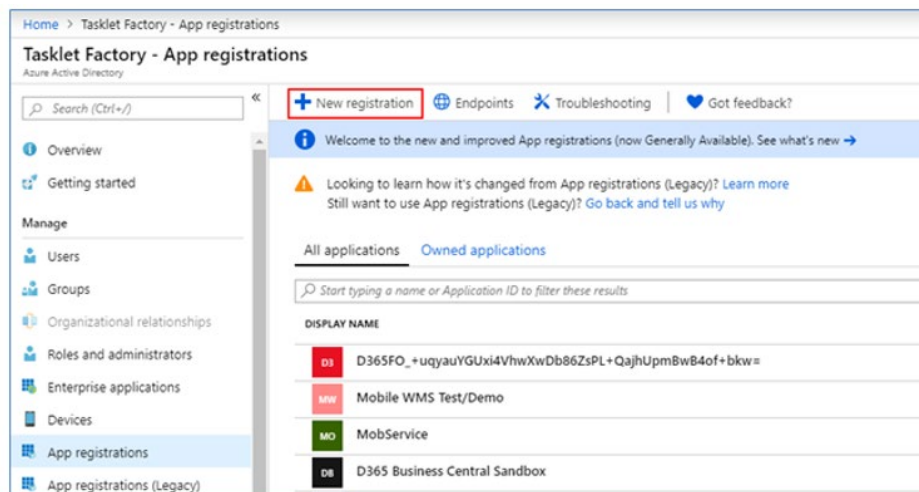 Home > Tasklet Factory - App registrations
Tasklet Factory - App registrations
Azure Active Directory
Search (Ctrl+/)
«
Overview
Getting started
Manage
Users
Groups
Organizational relationships
Roles and administrators
Enterprise applications
Devices
App registrations
App registrations (Legacy)
+ New registration Endpoints Troubleshooting Got feedback?
Welcome to the new and improved App registrations (now Generally Available). See what's new →
Looking to learn how it's changed from App registrations (Legacy)? Learn more
Still want to use App registrations (Legacy)? Go back and tell us why
All applications Owned applications
Start typing a name or Application ID to filter these results
DISPLAY NAME
D3 D365FO_+uqyauYGUxi4VhwXwDb86ZsPL+QajhUpmBwB4of+bkw=
MW Mobile WMS Test/Demo
MO MobService
DB D365 Business Central Sandbox